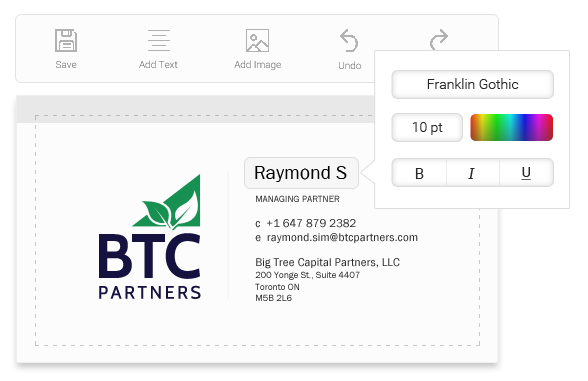 Save
Add Text
Add Image
Undo
Franklin Gothic
10 pt
B I U
Raymond S
MANAGING PARTNER
c +1 647 879 2382
e raymond.sim@btcpartners.com
Big Tree Capital Partners, LLC
200 Yonge St., Suite 4407
Toronto ON
M5B 2L6
BTC
PARTNERS